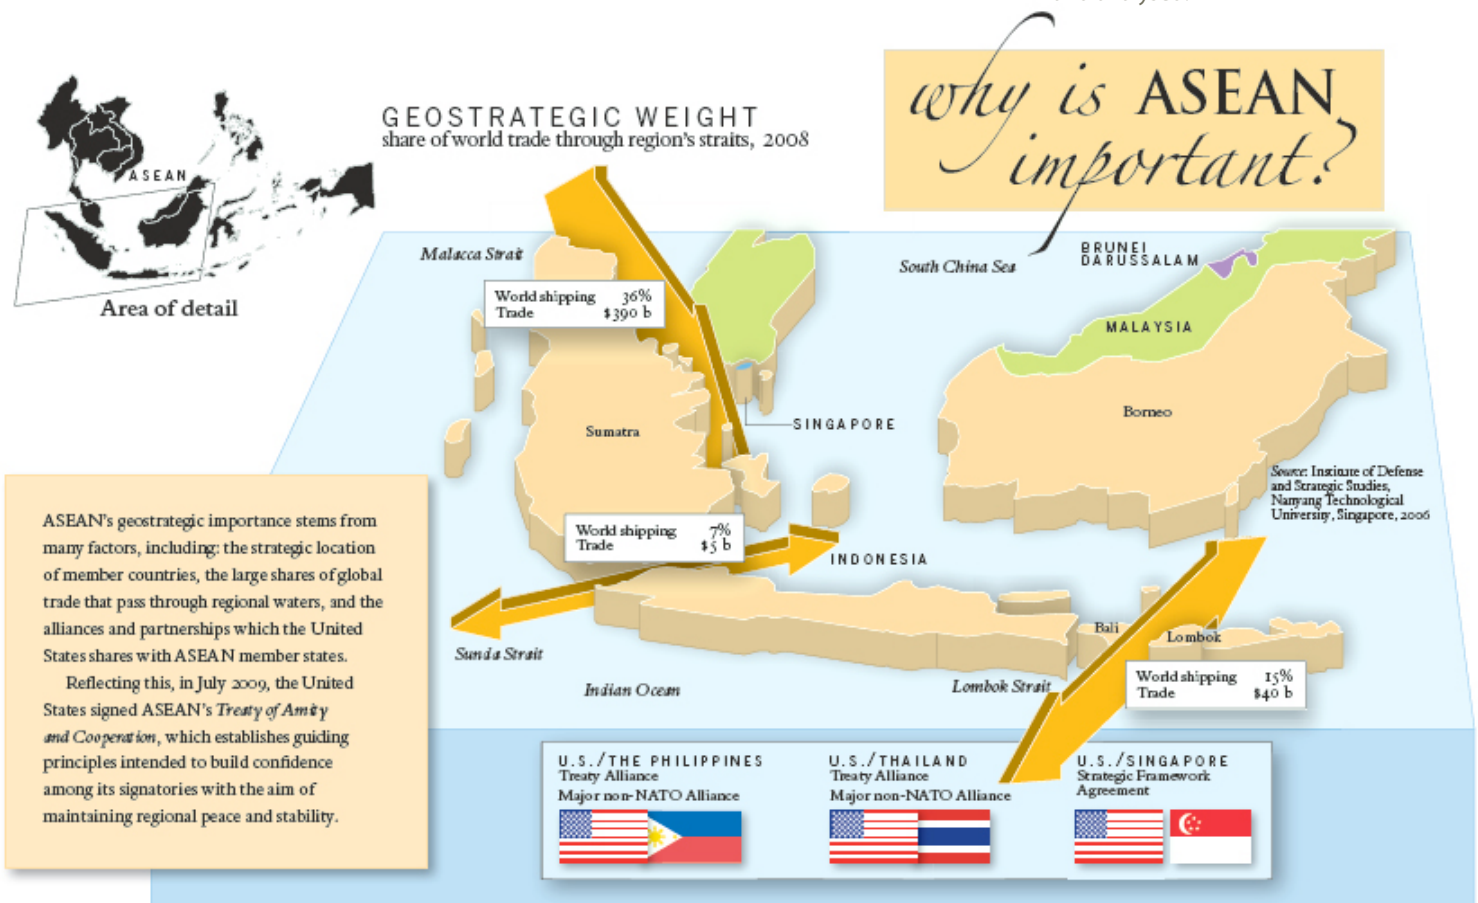 why is ASEAN
important?
GEOSTRATEGIC WEIGHT
share of world trade through region's straits, 2008
ASEAN
Area of detail
Malacca Strait
World shipping 36%
Trade $390 b
South China Sea
BRUNEI
DARUSSALAM
MALAYSIA
Borneo
Sumatra
SINGAPORE
Source: Institute of Defense
and Strategic Studies,
Nanyang Technological
University, Singapore, 2006
World shipping 7%
Trade $5 b
INDONESIA
Sunda Strait
Indian Ocean
Bali
Lombok
Lombok Strait
World shipping 15%
Trade $40 b
ASEAN's geostrategic importance stems from
many factors, including: the strategic location
of member countries, the large shares of global
trade that pass through regional waters, and the
alliances and partnerships which the United
States shares with ASEAN member states.
Reflecting this, in July 2009, the United
States signed ASEAN's Treaty of Amity
and Cooperation, which establishes guiding
principles intended to build confidence
among its signatories with the aim of
maintaining regional peace and stability.
U.S./THE PHILIPPINES
Treaty Alliance
Major non-NATO Alliance
U.S./THAILAND
Treaty Alliance
Major non-NATO Alliance
U.S./SINGAPORE
Strategic Framework
Agreement